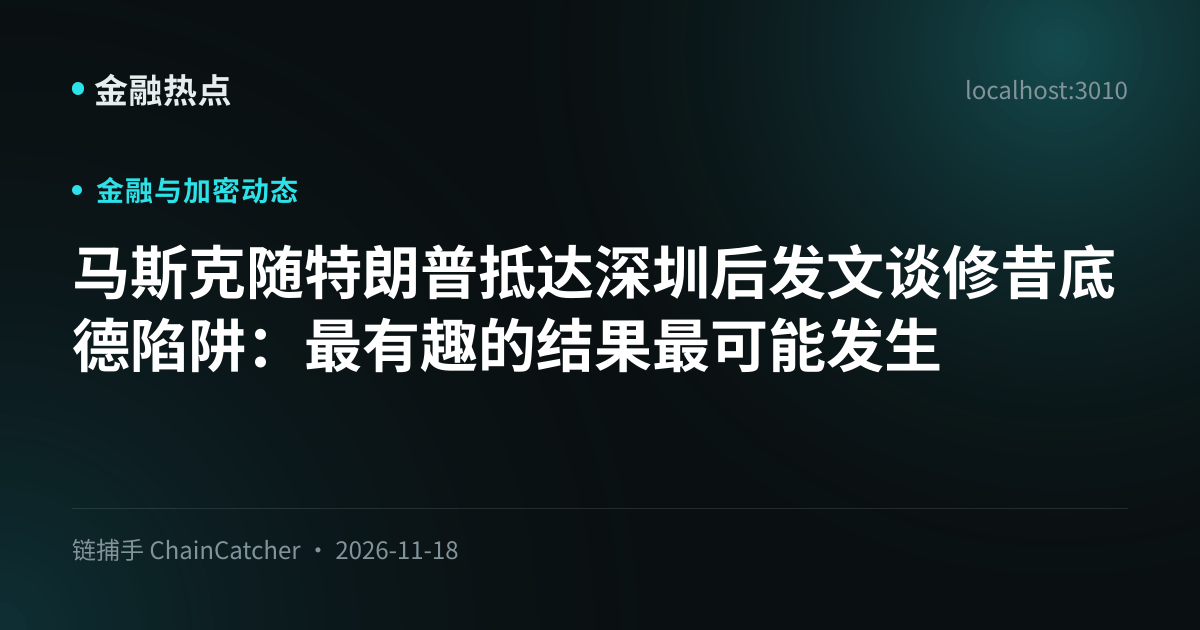 金融热点
localhost:3010
金融与加密动态
马斯克随特朗普抵达深圳后发文谈修昔底
德陷阱：最有趣的结果最可能发生
链捕手 ChainCatcher · 2026-11-18